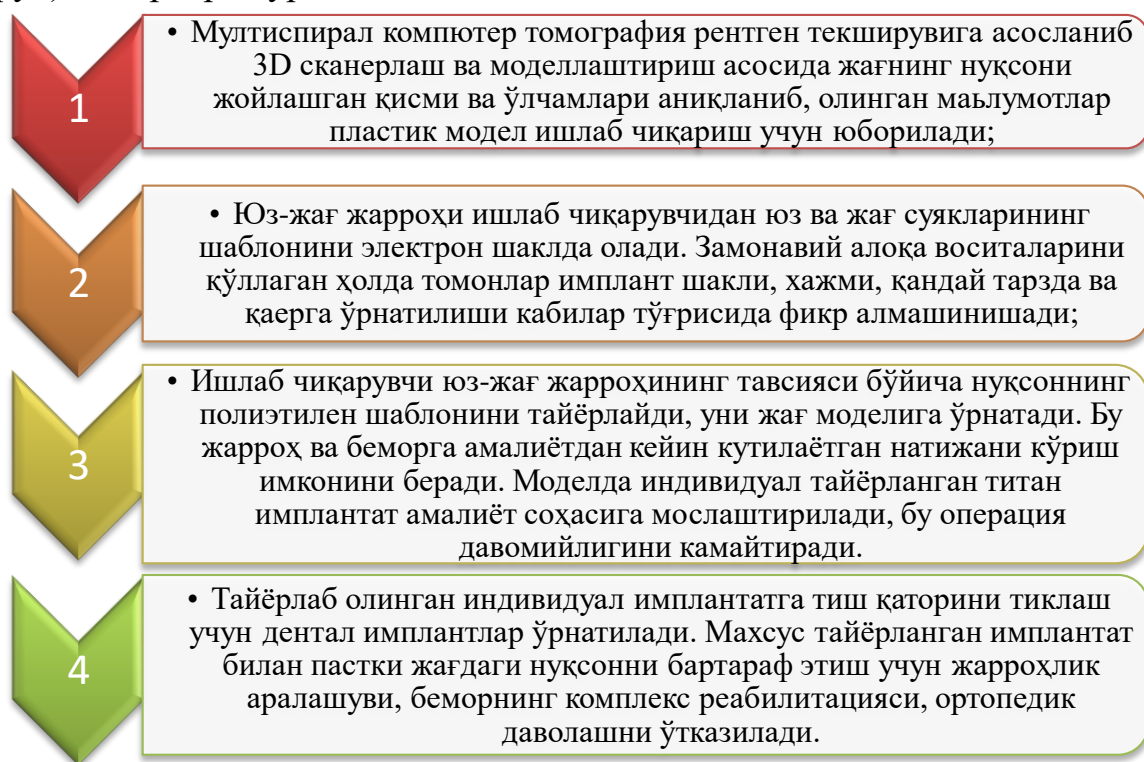 1
• Мултиспирал компютер томография рентген текширувига асосланиб
3D сканерлаш ва моделлаштириш асосида жағнинг нуқсони
жойлашган қисми ва ўлчамлари аниқланиб, олинган маьлумотлар
пластик модел ишлаб чиқариш учун юборилади;
2
• Юз-жағ жарроҳи ишлаб чиқарувчидан юз ва жағ суякларининг
шаблонини электрон шаклда олади. Замонавий алоқа воситаларини
қўллаган ҳолда томонлар имплант шакли, хажми, қандай тарзда ва
қаерга ўрнатилиши кабилар тўғрисида фикр алмашинишади;
3
• Ишлаб чиқарувчи юз-жағ жарроҳининг тавсияси бўйича нуқсоннинг
полиэтилен шаблонини тайёрлайди, уни жағ моделига ўрнатади. Бу
жарроҳ ва беморга амалиётдан кейин кутилаётган натижани кўриш
имконини беради. Моделда индивидуал тайёрланган титан
имплантат амалиёт соҳасига мослаштирилади, бу операция
давомийлигини камайтиради.
4
• Тайёрлаб олинган индивидуал имплантатга тиш қаторини тиклаш
учун дентал имплантлар ўрнатилади. Махсус тайёрланган имплантат
билан пастки жағдаги нуқсонни бартараф этиш учун жарроҳлик
аралашуви, беморнинг комплекс реабилитацияси, ортопедик
даволашни ўтказилади.